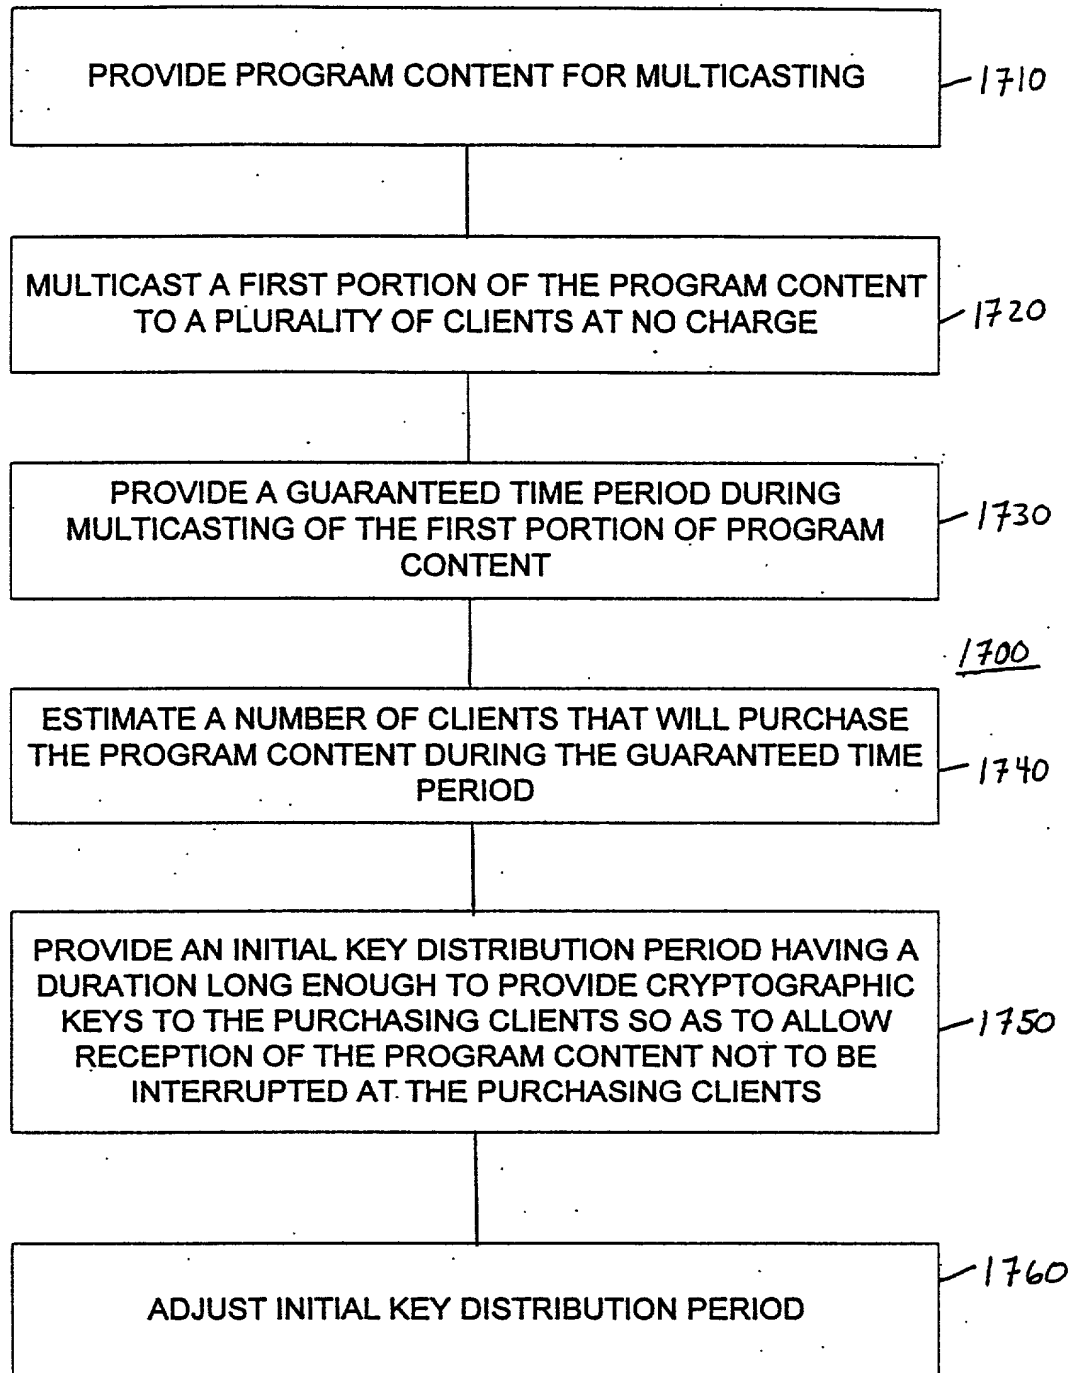 PROVIDE PROGRAM CONTENT FOR MULTICASTING
1710
MULTICAST A FIRST PORTION OF THE PROGRAM CONTENT
TO A PLURALITY OF CLIENTS AT NO CHARGE
1720
PROVIDE A GUARANTEED TIME PERIOD DURING
MULTICASTING OF THE FIRST PORTION OF PROGRAM
CONTENT
1730
1700
ESTIMATE A NUMBER OF CLIENTS THAT WILL PURCHASE
THE PROGRAM CONTENT DURING THE GUARANTEED TIME
PERIOD
1740
PROVIDE AN INITIAL KEY DISTRIBUTION PERIOD HAVING A
DURATION LONG ENOUGH TO PROVIDE CRYPTOGRAPHIC
KEYS TO THE PURCHASING CLIENTS SO AS TO ALLOW
RECEPTION OF THE PROGRAM CONTENT NOT TO BE
INTERRUPTED AT THE PURCHASING CLIENTS
1750
ADJUST INITIAL KEY DISTRIBUTION PERIOD
1760